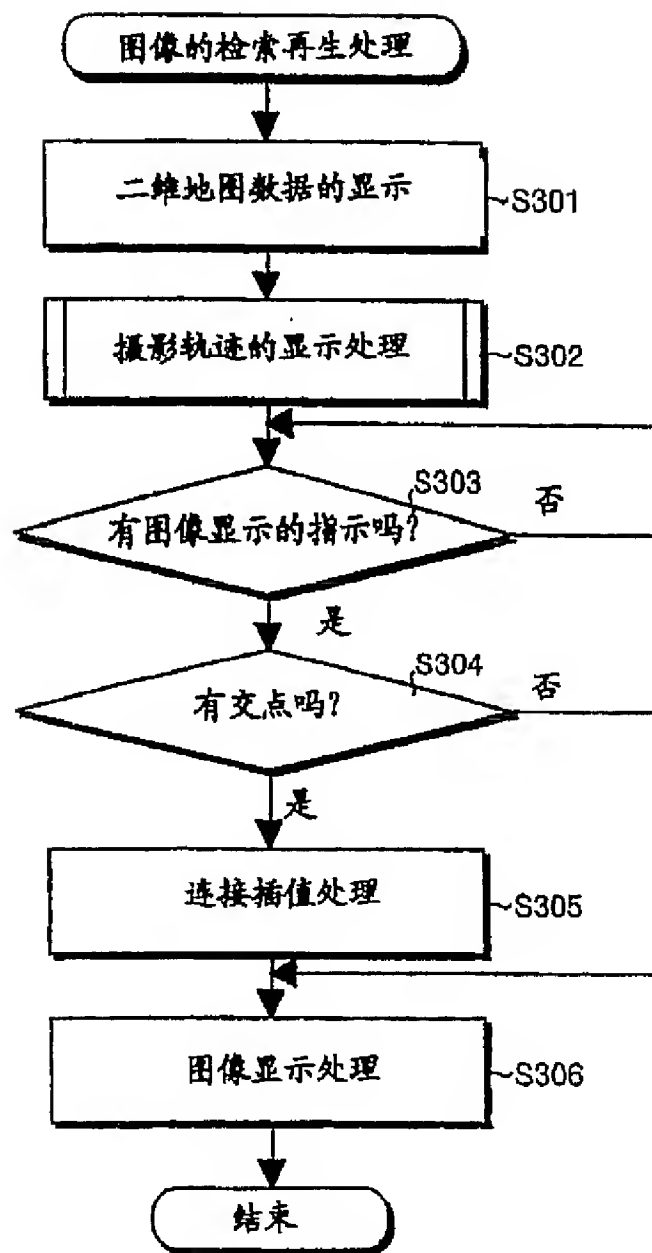 图像的检索再生处理
二维地图数据的显示
S301
摄影轨迹的显示处理
S302
S303
否
有图像显示的指示吗?
是
S304
否
有交点吗?
是
连接插值处理
S305
图像显示处理
S306
结束